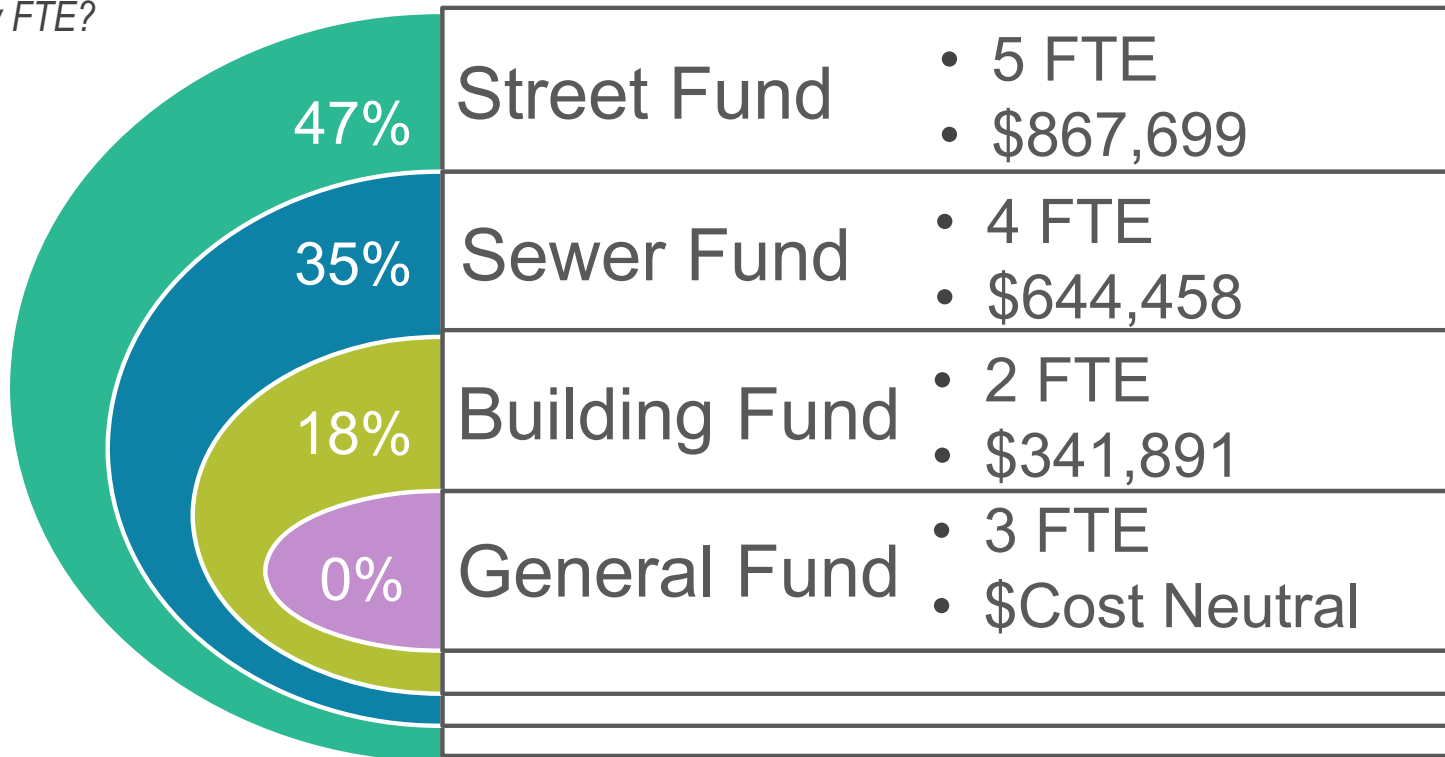 FTE?
47%
Street Fund
• 5 FTE
• $867,699
35%
Sewer Fund
• 4 FTE
• $644,458
18%
Building Fund
• 2 FTE
• $341,891
0%
General Fund
• 3 FTE
• $Cost Neutral